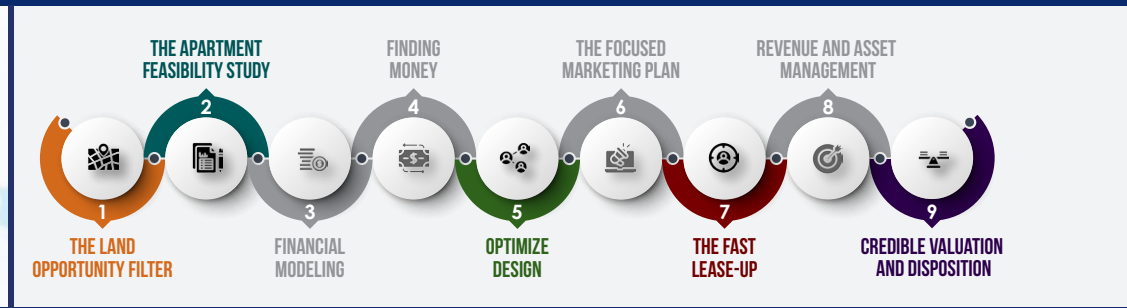 THE APARTMENT
FEASIBILITY STUDY
FINDING
MONEY
THE FOCUSED
MARKETING PLAN
REVENUE AND ASSET
MANAGEMENT
2
4
6
8
$
$
1
3
5
7
9
THE LAND
OPPORTUNITY FILTER
FINANCIAL
MODELING
OPTIMIZE
DESIGN
THE FAST
LEASE-UP
CREDIBLE VALUATION
AND DISPOSITION